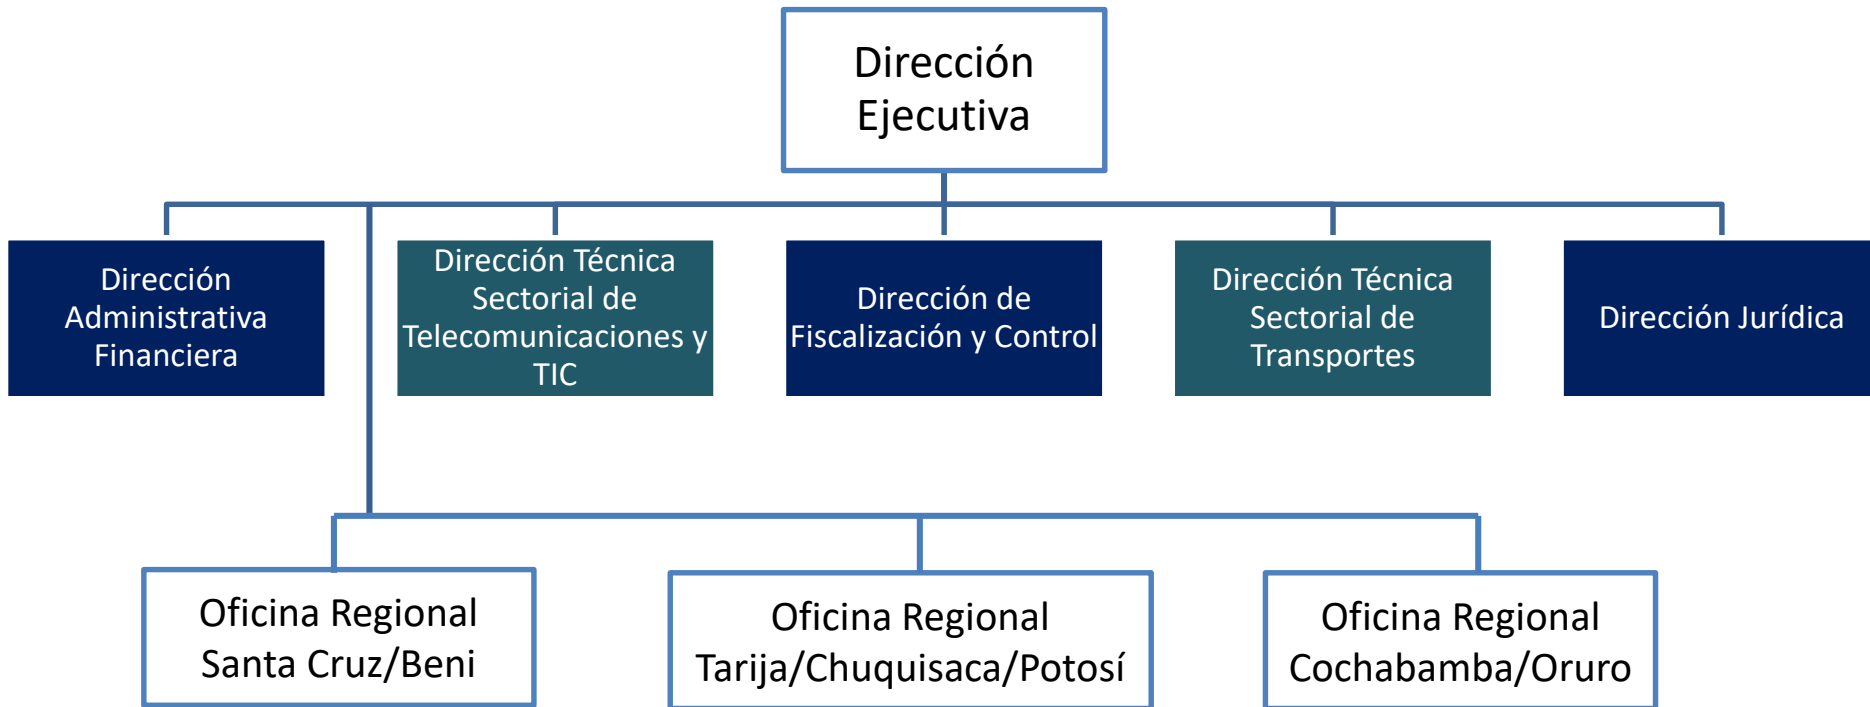 Dirección
Ejecutiva
Dirección
Administrativa
Financiera
Dirección Técnica
Sectorial de
Telecomunicaciones y
TIC
Dirección de
Fiscalización y Control
Dirección Técnica
Sectorial de
Transportes
Dirección Jurídica
Oficina Regional
Santa Cruz/Beni
Oficina Regional
Tarija/Chuquisaca/Potosí
Oficina Regional
Cochabamba/Oruro